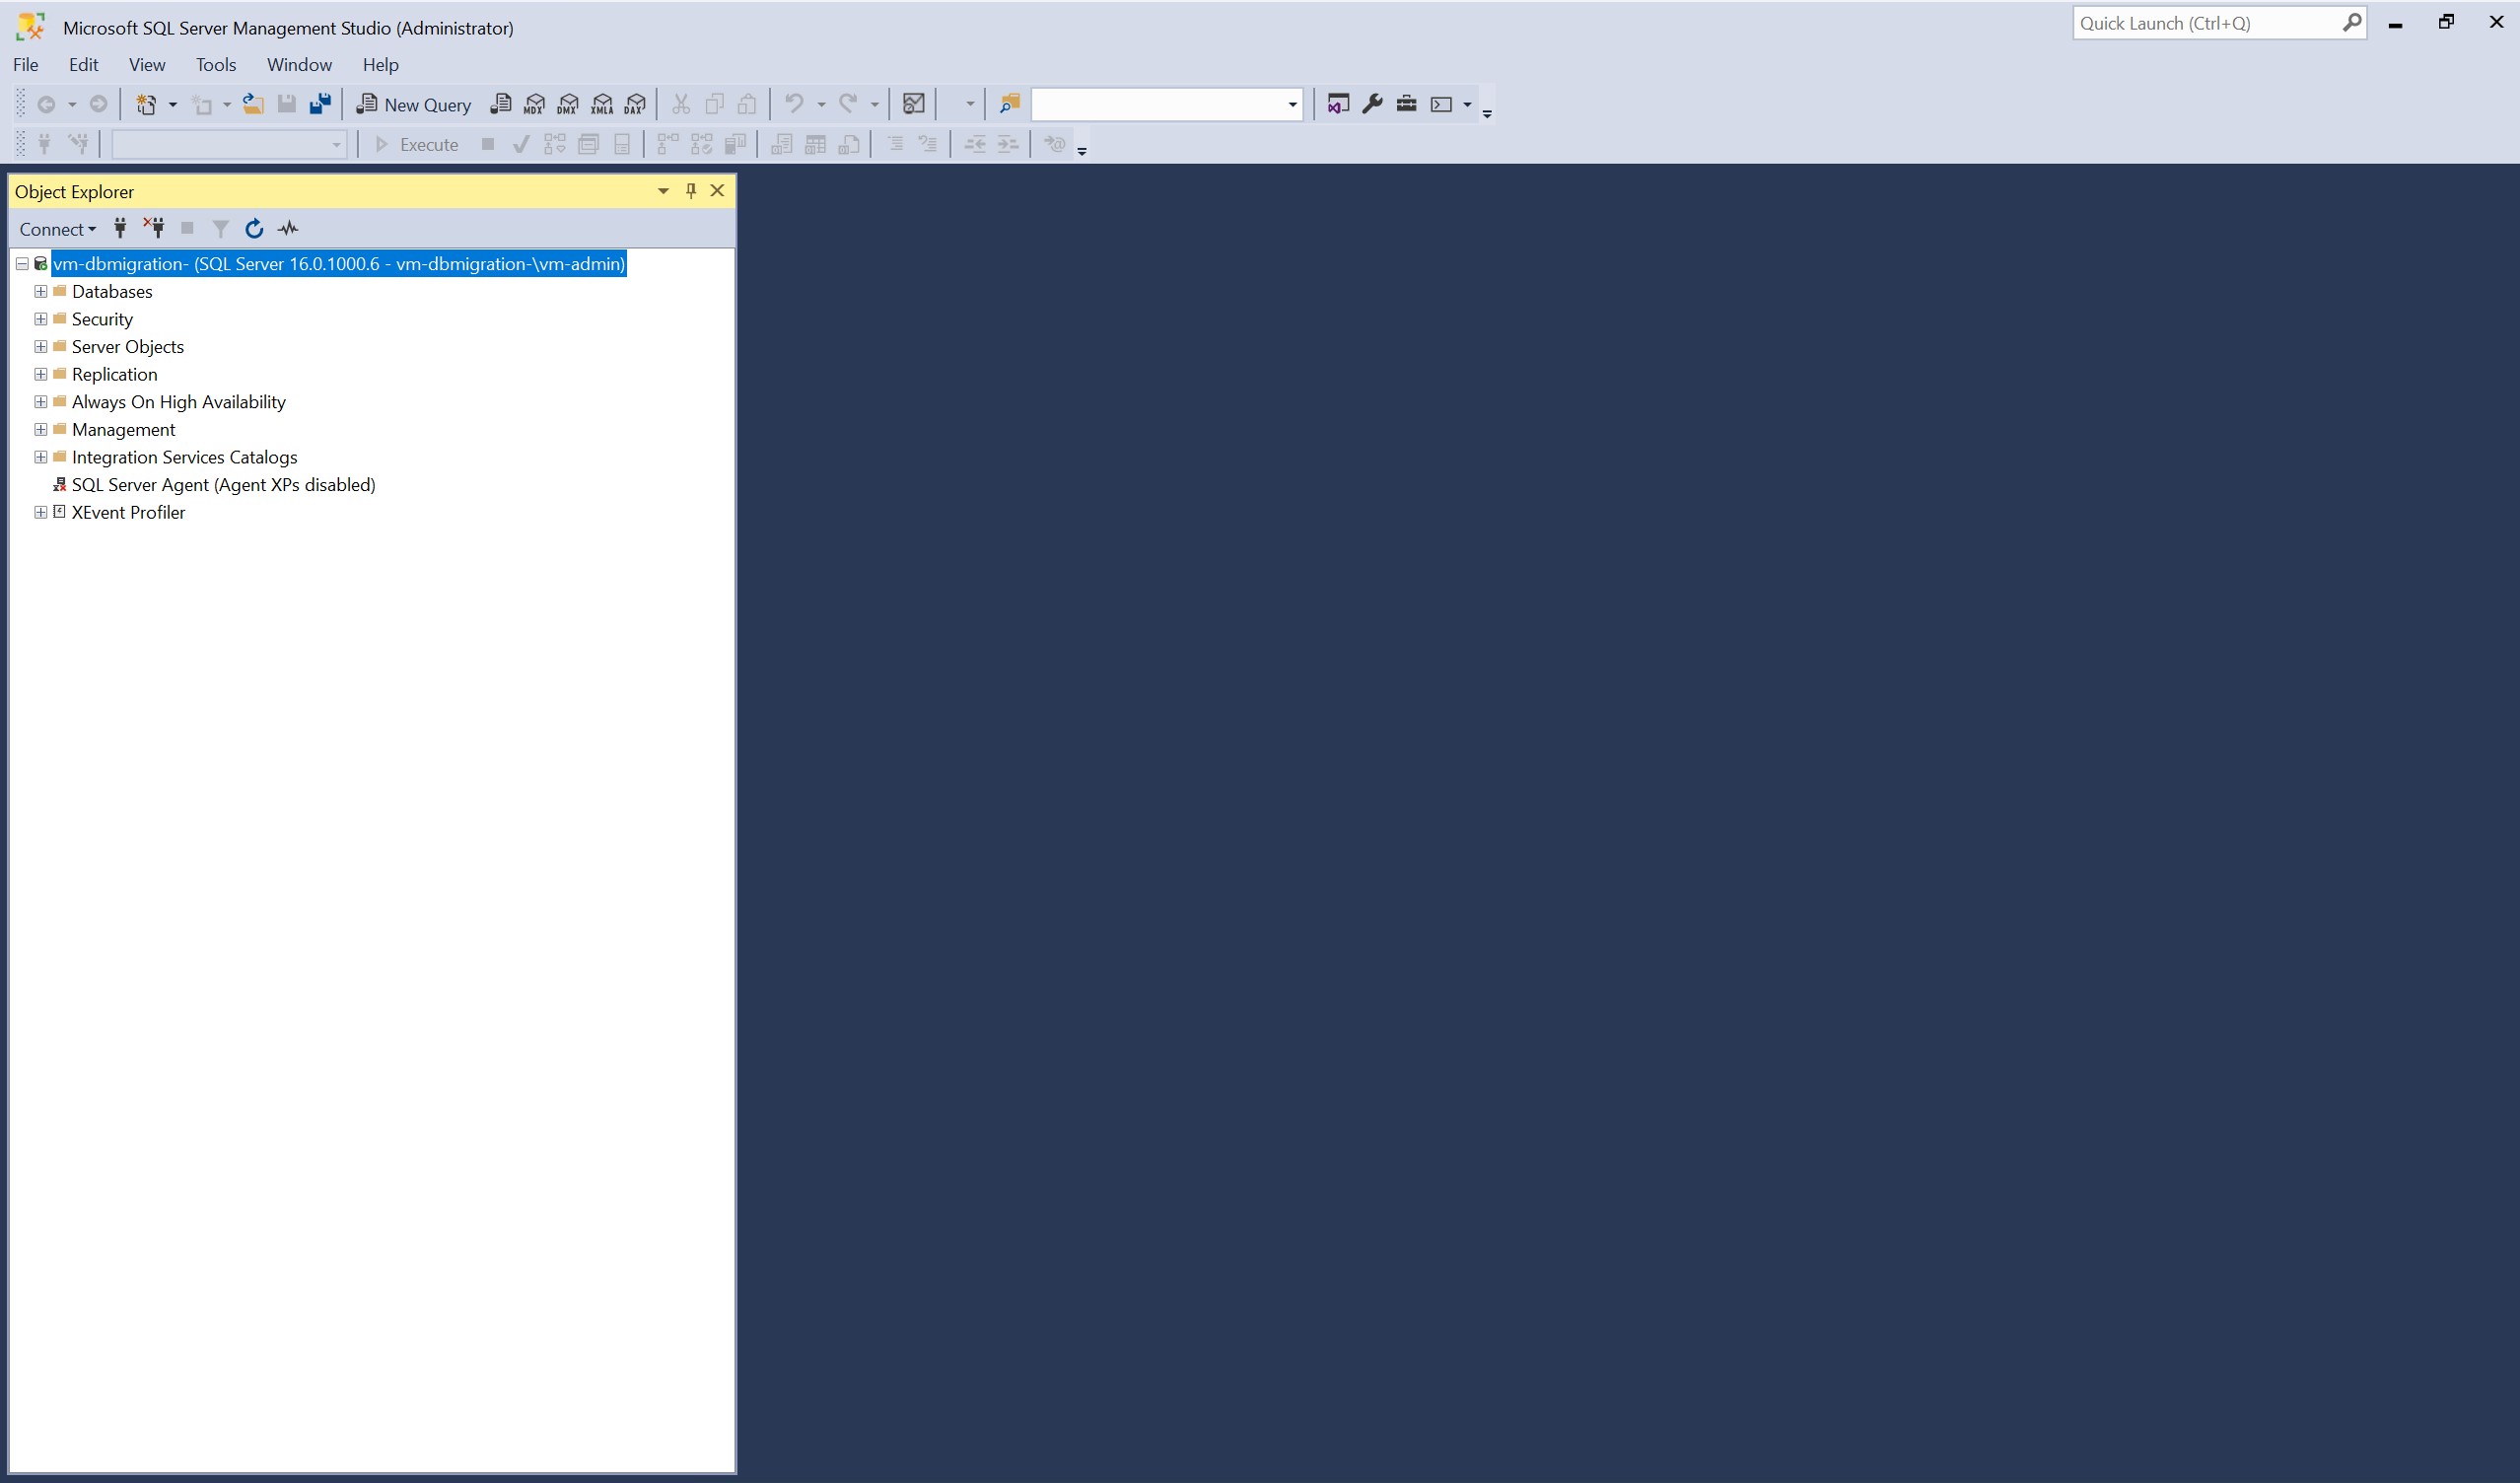 Microsoft SQL Server Management Studio (Administrator)
Quick Launch (Ctrl+Q)
File Edit View Tools Window Help
New Query MDX DMX XMLA DAX
Execute
Object Explorer
Connect
vm-dbmigration- (SQL Server 16.0.1000.6 - vm-dbmigration-\vm-admin)
Databases
Security
Server Objects
Replication
Always On High Availability
Management
Integration Services Catalogs
SQL Server Agent (Agent XPs disabled)
XEvent Profiler